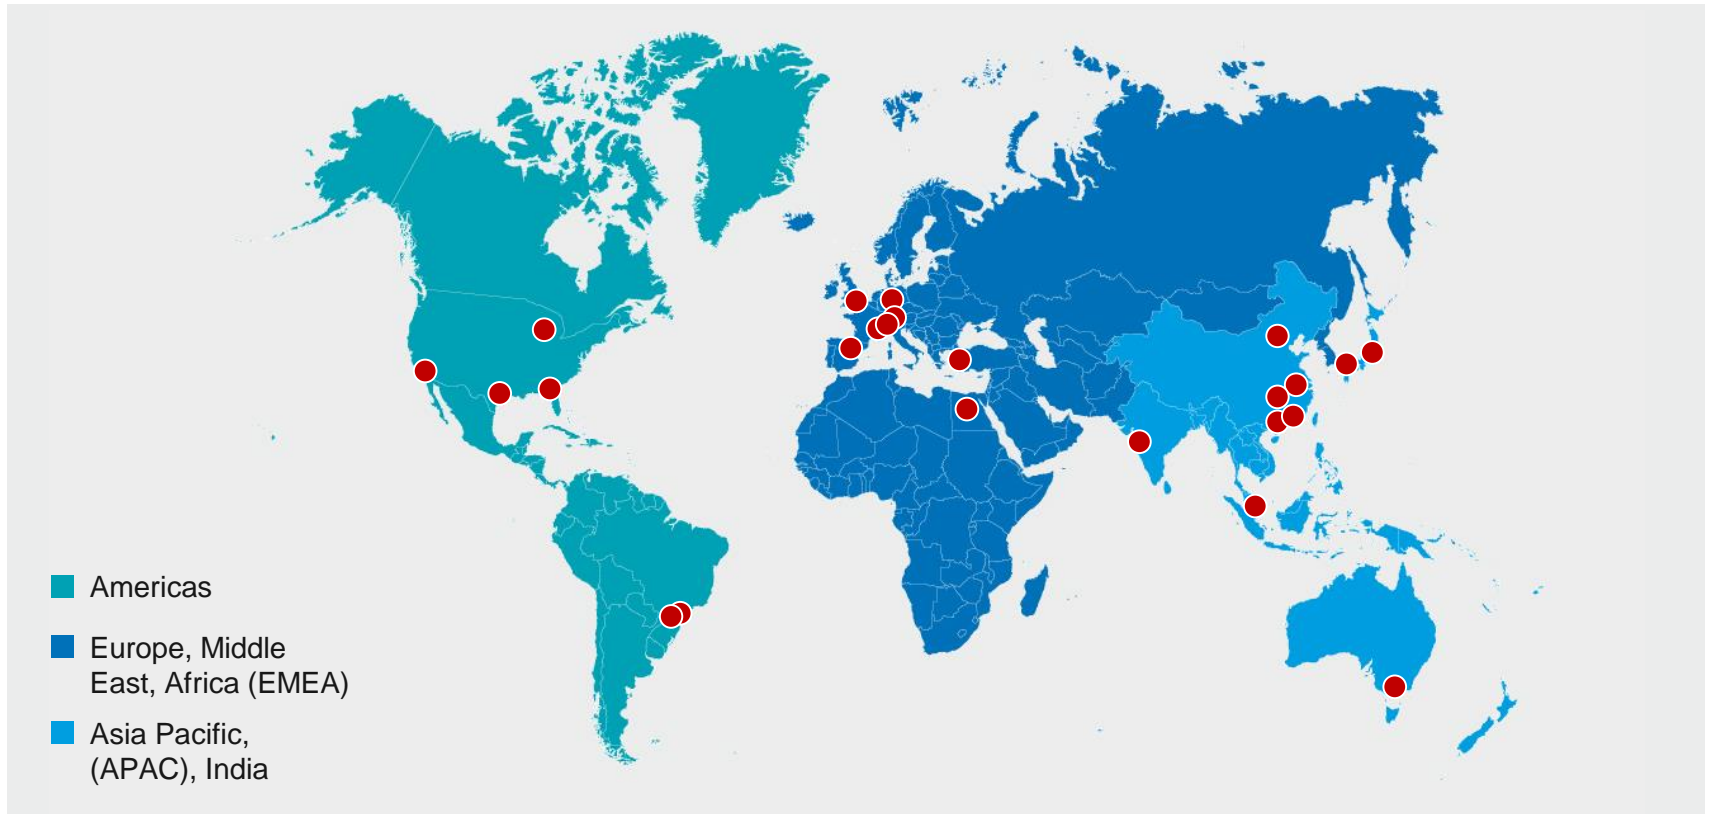 Americas
Europe, Middle
East, Africa (EMEA)
Asia Pacific,
(APAC), India